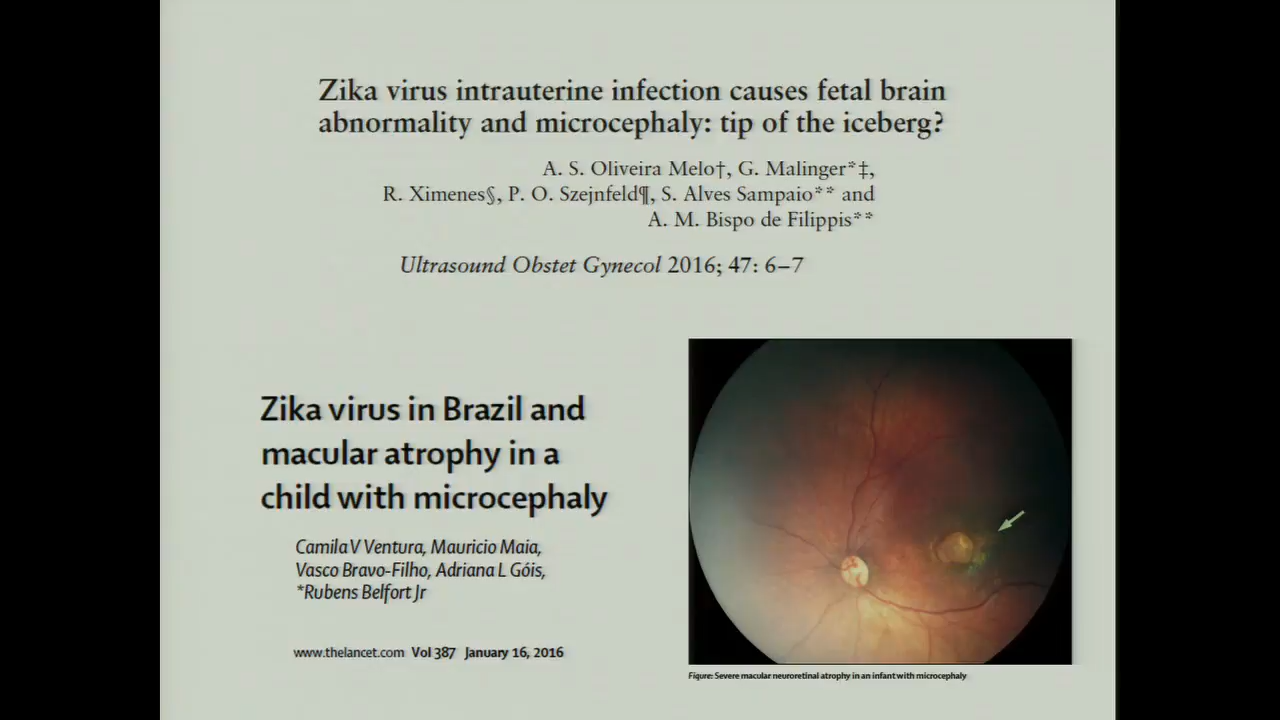 Zika virus intrauterine infection causes fetal brain
abnormality and microcephaly: tip of the iceberg?
A. S. Oliveira Melo†, G. Malinger*‡,
R. Ximenes§, P. O. Szejnfeld¶, S. Alves Sampaio** and
A. M. Bispo de Filippis**
Ultrasound Obstet Gynecol 2016; 47: 6–7
Zika virus in Brazil and
macular atrophy in a
child with microcephaly
Camila V Ventura, Mauricio Maia,
Vasco Bravo-Filho, Adriana L Góis,
*Rubens Belfort Jr
www.thelancet.com Vol 387 January 16, 2016
Figure: Severe macular neuroretinal atrophy in an infant with microcephaly